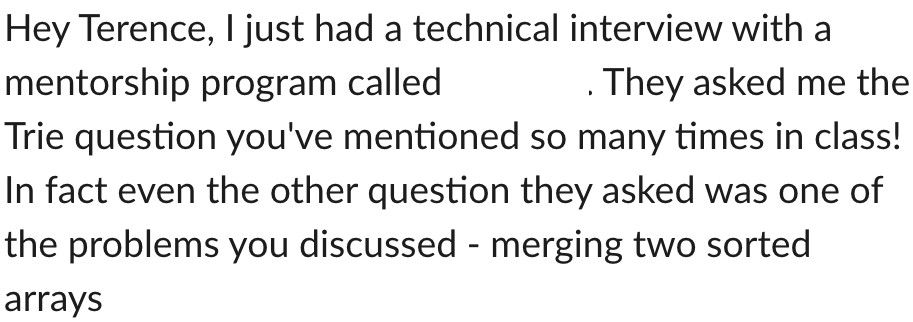 Hey Terence, I just had a technical interview with a
mentorship program called . They asked me the
Trie question you've mentioned so many times in class!
In fact even the other question they asked was one of
the problems you discussed - merging two sorted
arrays